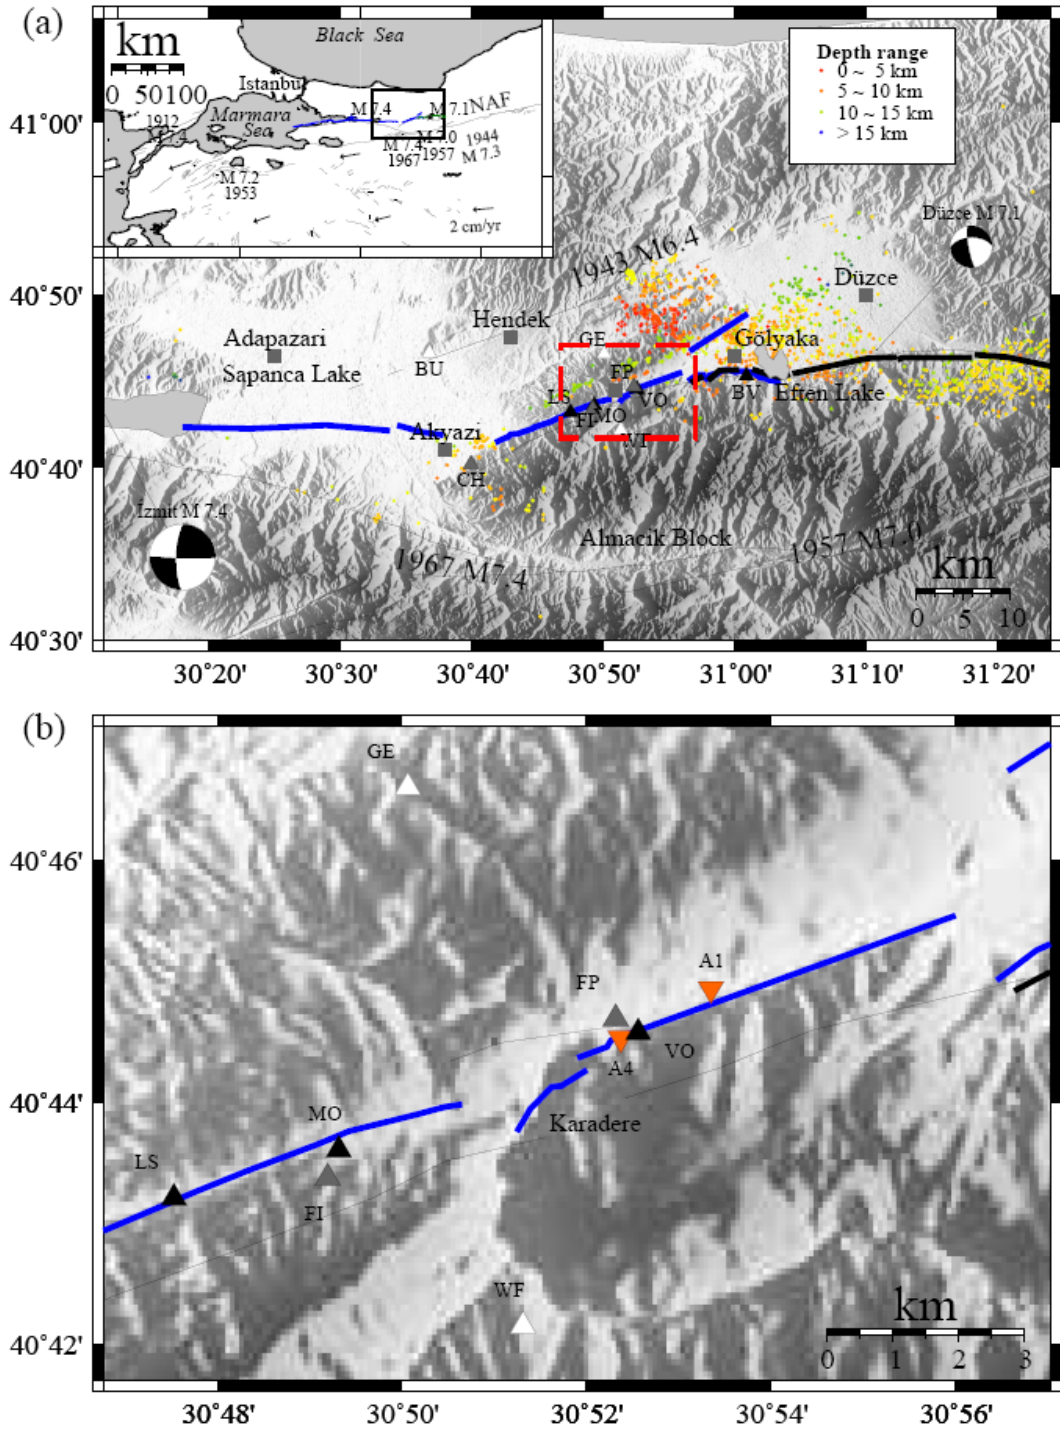 (a)
km
0 50 100
Black Sea
Istanbul
Marmara
Sea
M 7.4
M 7.1
NAF
1912
M 7.4
M 7.4
1967
M 7.0
1957
1944
M 7.3
M 7.2
1953
2 cm/yr
Depth range
0 ~ 5 km
5 ~ 10 km
10 ~ 15 km
> 15 km
Düzce M 7.1
1943 M6.4
Düzce
Hendek
Adapazari
Sapanca Lake
BU
GE
Gölyaka
FP
LS
FI
MO
VO
BV
Eften Lake
WF
Akyazi
CH
İzmit M 7.4
Almacik Block
1967 M7.4
1957 M7.0
km
0 5 10
41°00'
40°50'
40°40'
40°30'
30°20' 30°30' 30°40' 30°50' 31°00' 31°10' 31°20'
(b)
GE
A1
FP
VO
A4
Karadere
MO
LS
FI
WF
km
0 1 2 3
40°46'
40°44'
40°42'
30°48' 30°50' 30°52' 30°54' 30°56'